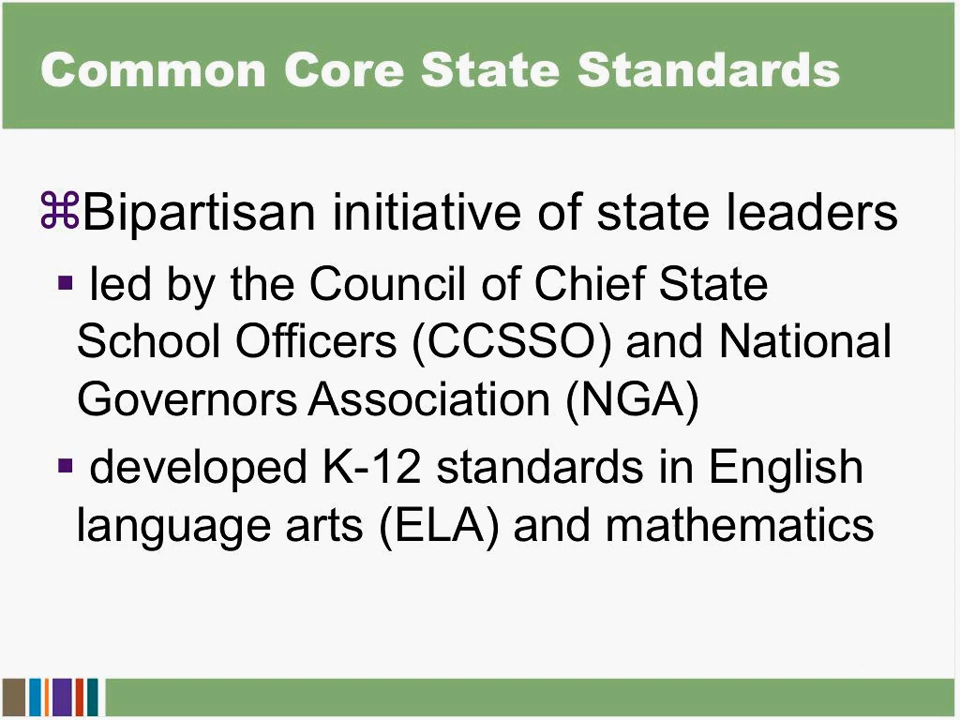 Common Core State Standards
Bipartisan initiative of state leaders
led by the Council of Chief State
School Officers (CCSSO) and National
Governors Association (NGA)
developed K-12 standards in English
language arts (ELA) and mathematics